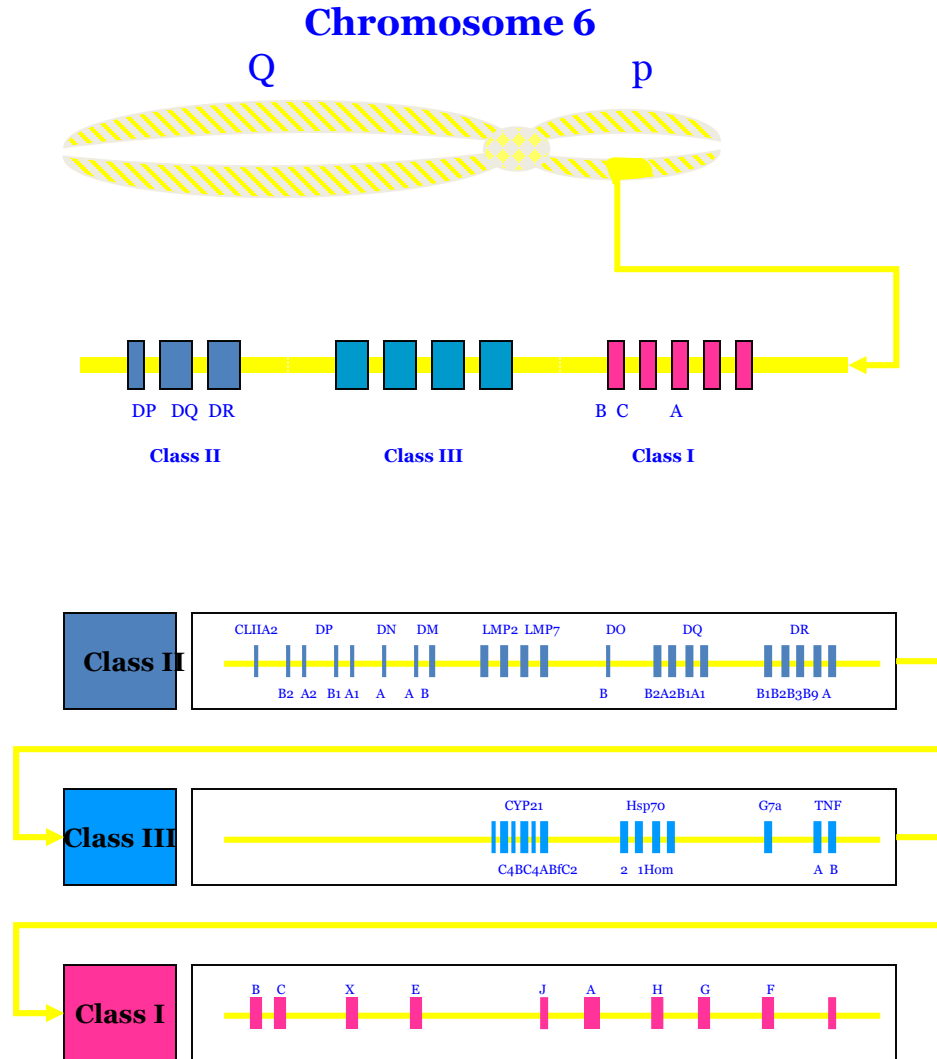 Chromosome 6
Q p
DP DQ DR B C A
Class II Class III Class I
CLIIA2 DP DN DM LMP2 LMP7 DO DQ DR
Class II
B2 A2 B1 A1 A A B B B2A2B1A1 B1B2B3B9 A
CYP21 Hsp70 G7a TNF
Class III
C4BC4ABfC2 2 1Hom A B
B C X E J A H G F
Class I